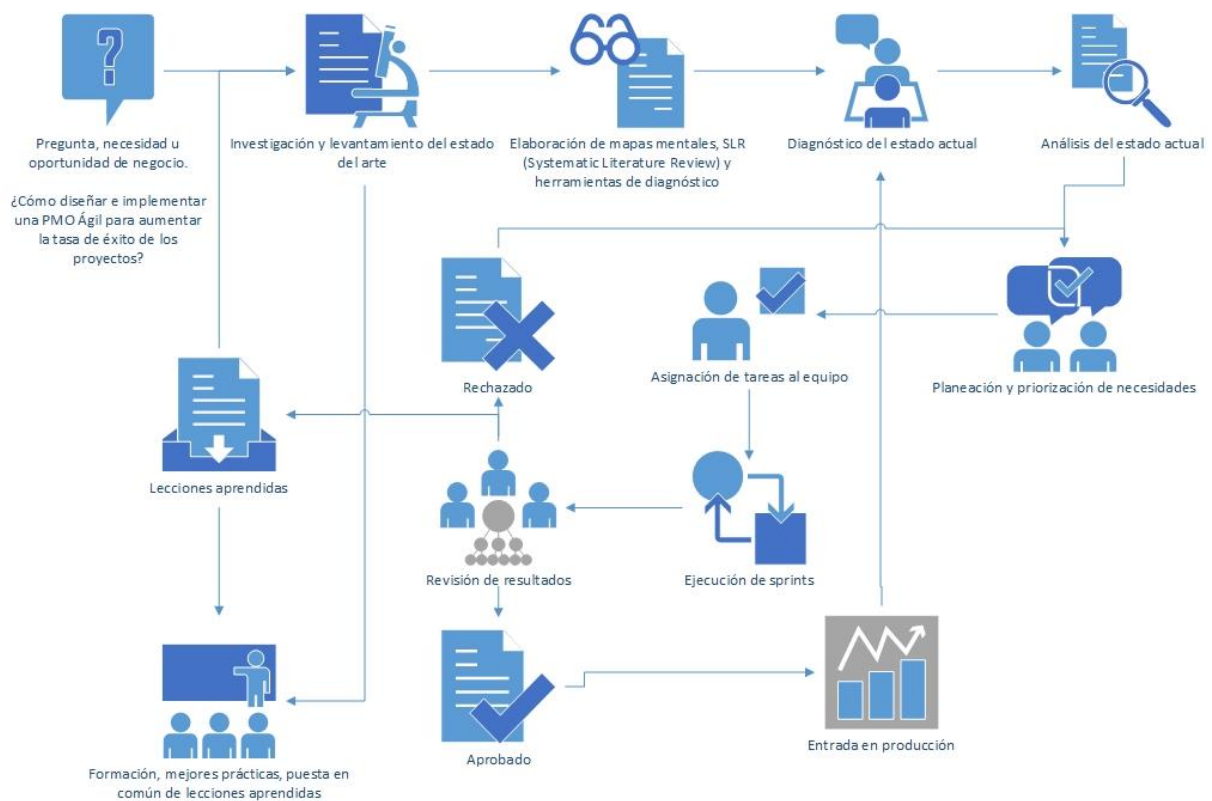 ?
Pregunta, necesidad u
oportunidad de negocio.
¿Cómo diseñar e implementar
una PMO Ágil para aumentar
la tasa de éxito de los
proyectos?
Investigación y levantamiento del estado
del arte
Elaboración de mapas mentales, SLR
(Systematic Literature Review) y
herramientas de diagnóstico
Diagnóstico del estado actual
Análisis del estado actual
Rechazado
Asignación de tareas al equipo
Planeación y priorización de necesidades
Lecciones aprendidas
Revisión de resultados
Ejecución de sprints
Formación, mejores prácticas, puesta en
común de lecciones aprendidas
Aprobado
Entrada en producción